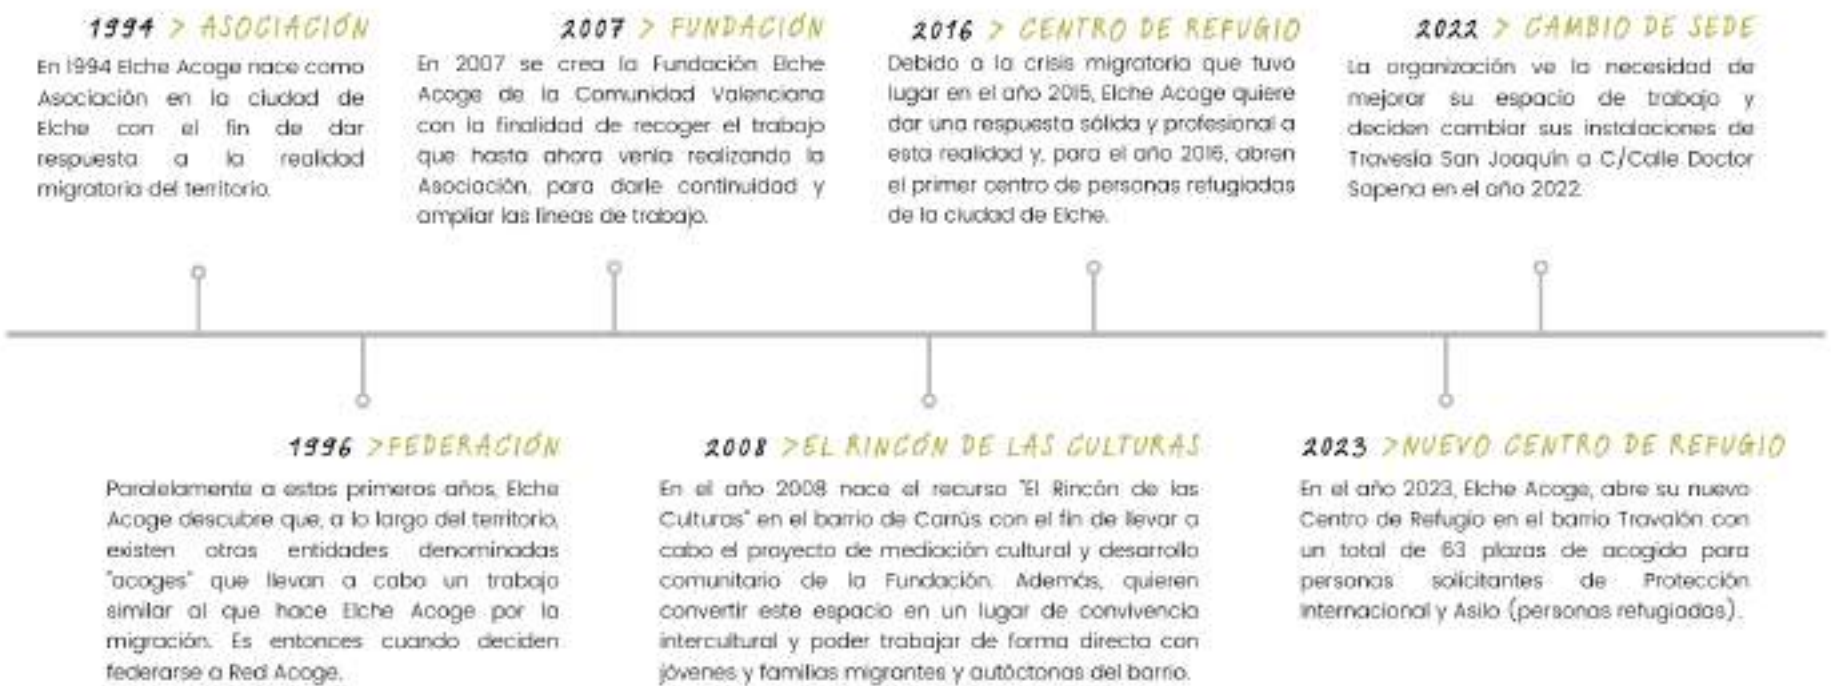 1994 > ASOCIACIÓN
En 1994 Elche Acoge nace como
Asociación en la ciudad de
Elche con el fin de dar
respuesta a la realidad
migratoria del territorio.
2007 > FUNDACIÓN
En 2007 se crea la Fundación Elche
Acoge de la Comunidad Valenciana
con la finalidad de recoger el trabajo
que hasta ahora venía realizando la
Asociación, para darle continuidad y
ampliar las líneas de trabajo.
2016 > CENTRO DE REFUGIO
Debido a la crisis migratoria que tuvo
lugar en el año 2015, Elche Acoge quiere
dar una respuesta sólida y profesional a
esta realidad y, para el año 2016, abren
el primer centro de personas refugiadas
de la ciudad de Elche.
2022 > CAMBIO DE SEDE
La organización ve la necesidad de
mejorar su espacio de trabajo y
deciden cambiar sus instalaciones de
Travesía San Joaquín a C/Calle Doctor
Sapena en el año 2022.
1996 >FEDERACIÓN
Paralelamente a estos primeros años, Elche
Acoge descubre que, a lo largo del territorio,
existen otras entidades denominadas
"acoges" que llevan a cabo un trabajo
similar al que hace Elche Acoge por la
migración. Es entonces cuando deciden
federarse a Red Acoge.
2008 >EL RINCÓN DE LAS CULTURAS
En el año 2008 nace el recurso "El Rincón de las
Culturas" en el barrio de Carrús con el fin de llevar a
cabo el proyecto de mediación cultural y desarrollo
comunitario de la Fundación. Además, quieren
convertir este espacio en un lugar de convivencia
intercultural y poder trabajar de forma directa con
jóvenes y familias migrantes y autóctonas del barrio.
2023 >NUEVO CENTRO DE REFUGIO
En el año 2023, Elche Acoge, abre su nuevo
Centro de Refugio en el barrio Travalón con
un total de 63 plazas de acogida para
personas solicitantes de Protección
Internacional y Asilo (personas refugiadas).